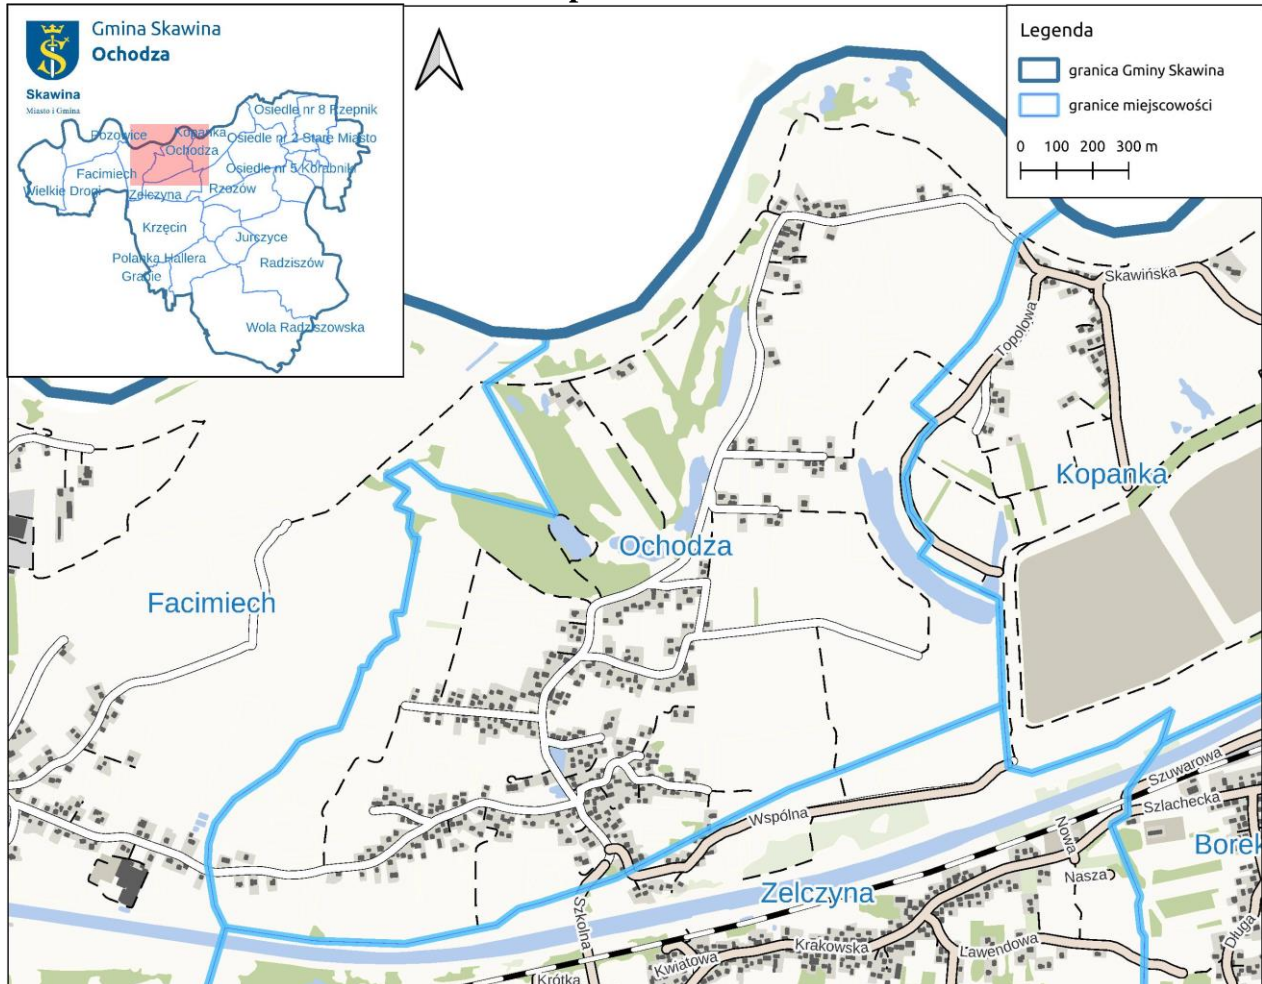 Gmina Skawina
Ochodza
Skawina
Miasto i Gmina
Osiedle nr 8 Rzepnik
Pozowice
Kopanka
Osiedle nr 2 Stare Miasto
Ochodza
Facimiech
Osiedle nr 5 Korabniki
Wielkie Drogi
Zelczyna
Rzozów
Krzęcin
Jurczyce
Polanka Hallera
Radziszów
Grabie
Wola Radziszowska
Legenda
granica Gminy Skawina
granice miejscowości
0 100 200 300 m
Skawińska
Topolowa
Kopanka
Ochodza
Facimiech
Szuwarowa
Szlachecka
Wspólna
Nowa
Borek
Nasza
Zelczyna
Szkolna
Długa
Krakowska
Lawendowa
Kwiatowa
Krótka